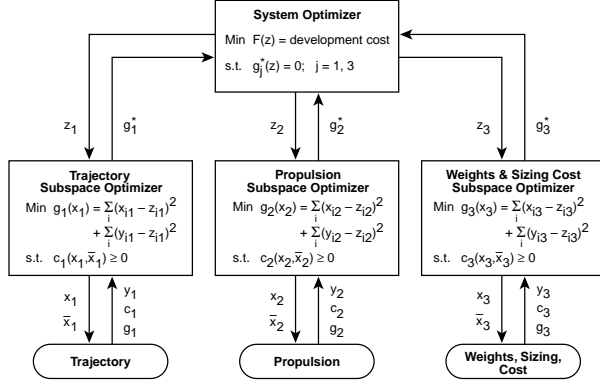 System Optimizer
Min F(z) = development cost
s.t. g*j(z) = 0; j = 1, 3
z1
g*1
z2
g*2
z3
g*3
Trajectory
Subspace Optimizer
Min g1(x1) = Σi(xi1 – zi1)2
+ Σi(yi1 – zi1)2
s.t. c1(x1,x̅1) ≥ 0
Propulsion
Subspace Optimizer
Min g2(x2) = Σi(xi2 – zi2)2
+ Σi(yi2 – zi2)2
s.t. c2(x2,x̅2) ≥ 0
Weights & Sizing Cost
Subspace Optimizer
Min g3(x3) = Σi(xi3 – zi3)2
+ Σi(yi3 – zi3)2
s.t. c3(x3,x̅3) ≥ 0
x1
x̅1
y1
c1
g1
x2
x̅2
y2
c2
g2
x3
x̅3
y3
c3
g3
Trajectory
Propulsion
Weights, Sizing,
Cost